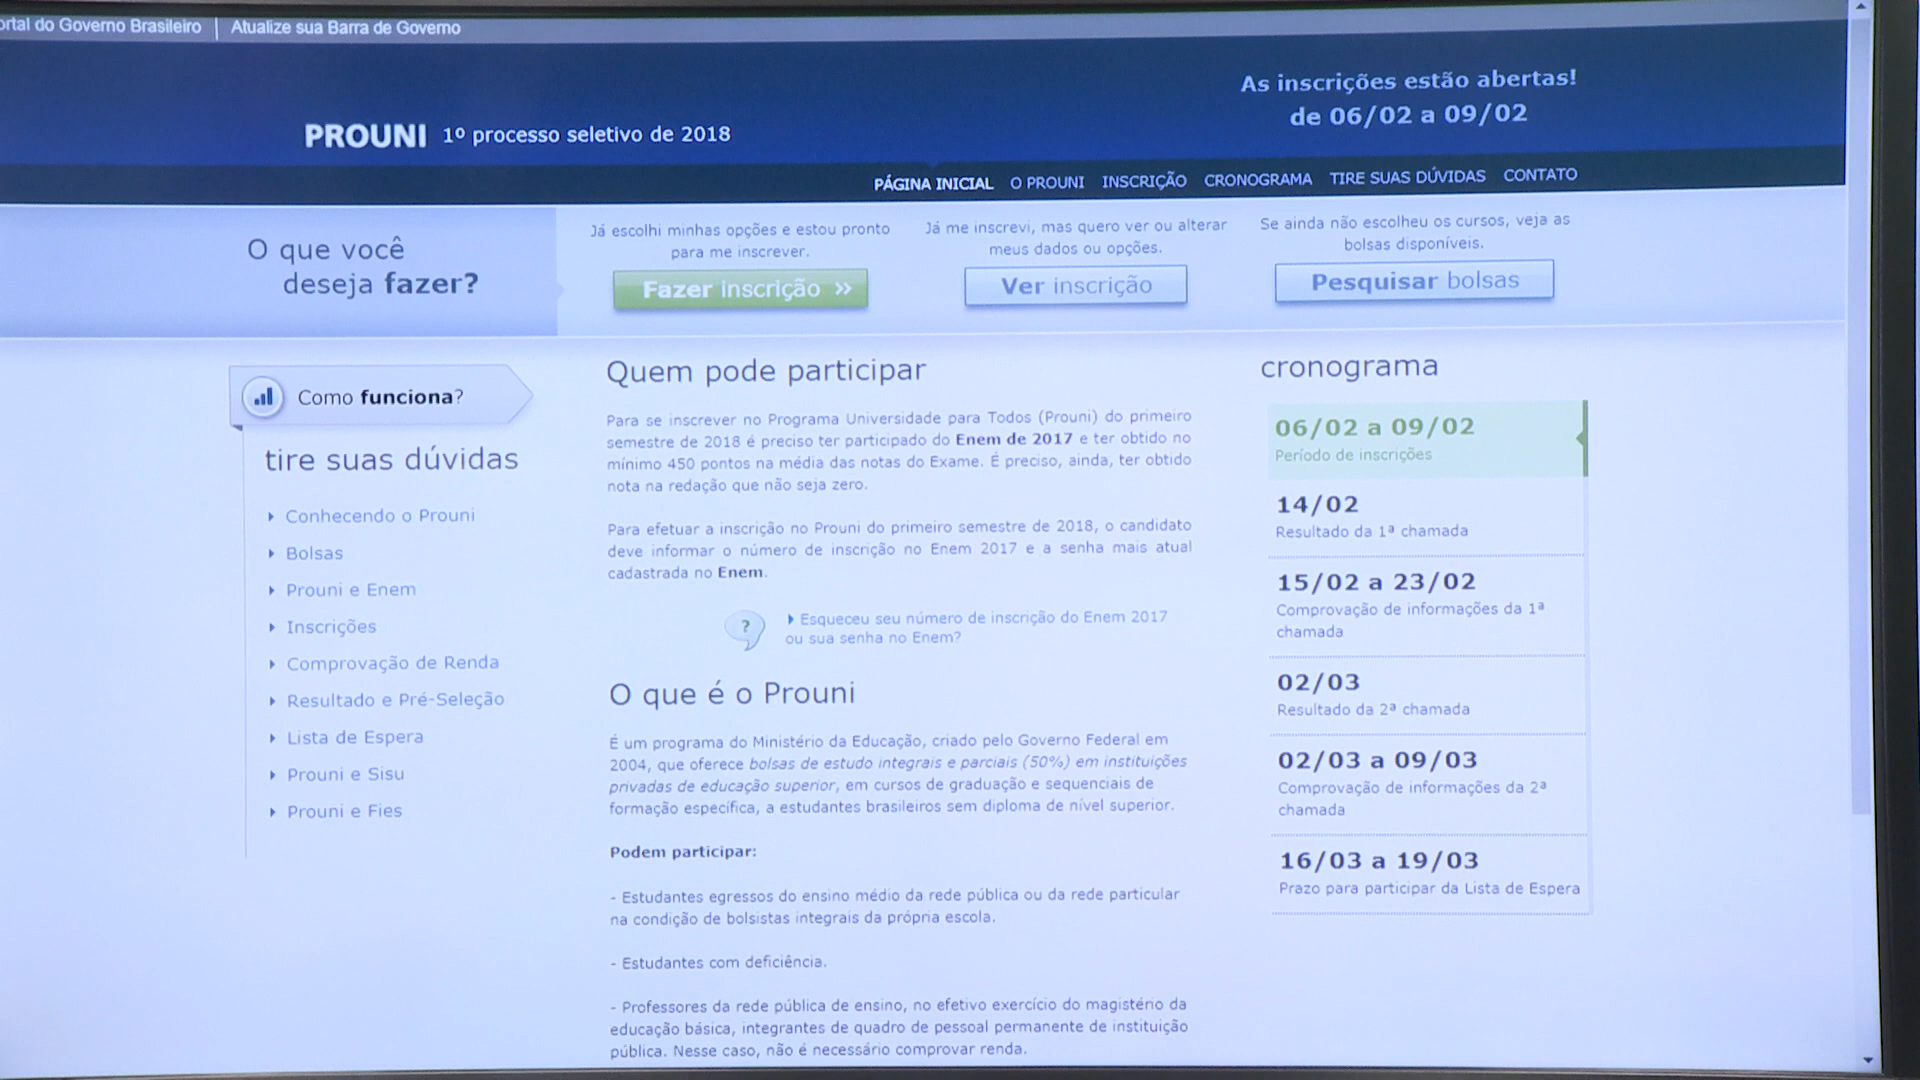 ortal do Governo Brasileiro | Atualize sua Barra de Governo
As inscrições estão abertas!
de 06/02 a 09/02
PROUNI 1º processo seletivo de 2018
PÁGINA INICIAL O PROUNI INSCRIÇÃO CRONOGRAMA TIRE SUAS DÚVIDAS CONTATO
O que você
deseja fazer?
Já escolhi minhas opções e estou pronto
para me inscrever.
Fazer inscrição »
Já me inscrevi, mas quero ver ou alterar
meus dados ou opções.
Ver inscrição
Se ainda não escolheu os cursos, veja as
bolsas disponíveis.
Pesquisar bolsas
Como funciona?
tire suas dúvidas
Conhecendo o Prouni
Bolsas
Prouni e Enem
Inscrições
Comprovação de Renda
Resultado e Pré-Seleção
Lista de Espera
Prouni e Sisu
Prouni e Fies
Quem pode participar
Para se inscrever no Programa Universidade para Todos (Prouni) do primeiro
semestre de 2018 é preciso ter participado do Enem de 2017 e ter obtido no
mínimo 450 pontos na média das notas do Exame. É preciso, ainda, ter obtido
nota na redação que não seja zero.
Para efetuar a inscrição no Prouni do primeiro semestre de 2018, o candidato
deve informar o número de inscrição no Enem 2017 e a senha mais atual
cadastrada no Enem.
? Esqueceu seu número de inscrição do Enem 2017
ou sua senha no Enem?
O que é o Prouni
É um programa do Ministério da Educação, criado pelo Governo Federal em
2004, que oferece bolsas de estudo integrais e parciais (50%) em instituições
privadas de educação superior, em cursos de graduação e sequenciais de
formação específica, a estudantes brasileiros sem diploma de nível superior.
Podem participar:
- Estudantes egressos do ensino médio da rede pública ou da rede particular
na condição de bolsistas integrais da própria escola.
- Estudantes com deficiência.
- Professores da rede pública de ensino, no efetivo exercício do magistério da
educação básica, integrantes de quadro de pessoal permanente de instituição
pública. Nesse caso, não é necessário comprovar renda.
cronograma
06/02 a 09/02
Período de inscrições
14/02
Resultado da 1ª chamada
15/02 a 23/02
Comprovação de informações da 1ª
chamada
02/03
Resultado da 2ª chamada
02/03 a 09/03
Comprovação de informações da 2ª
chamada
16/03 a 19/03
Prazo para participar da Lista de Espera